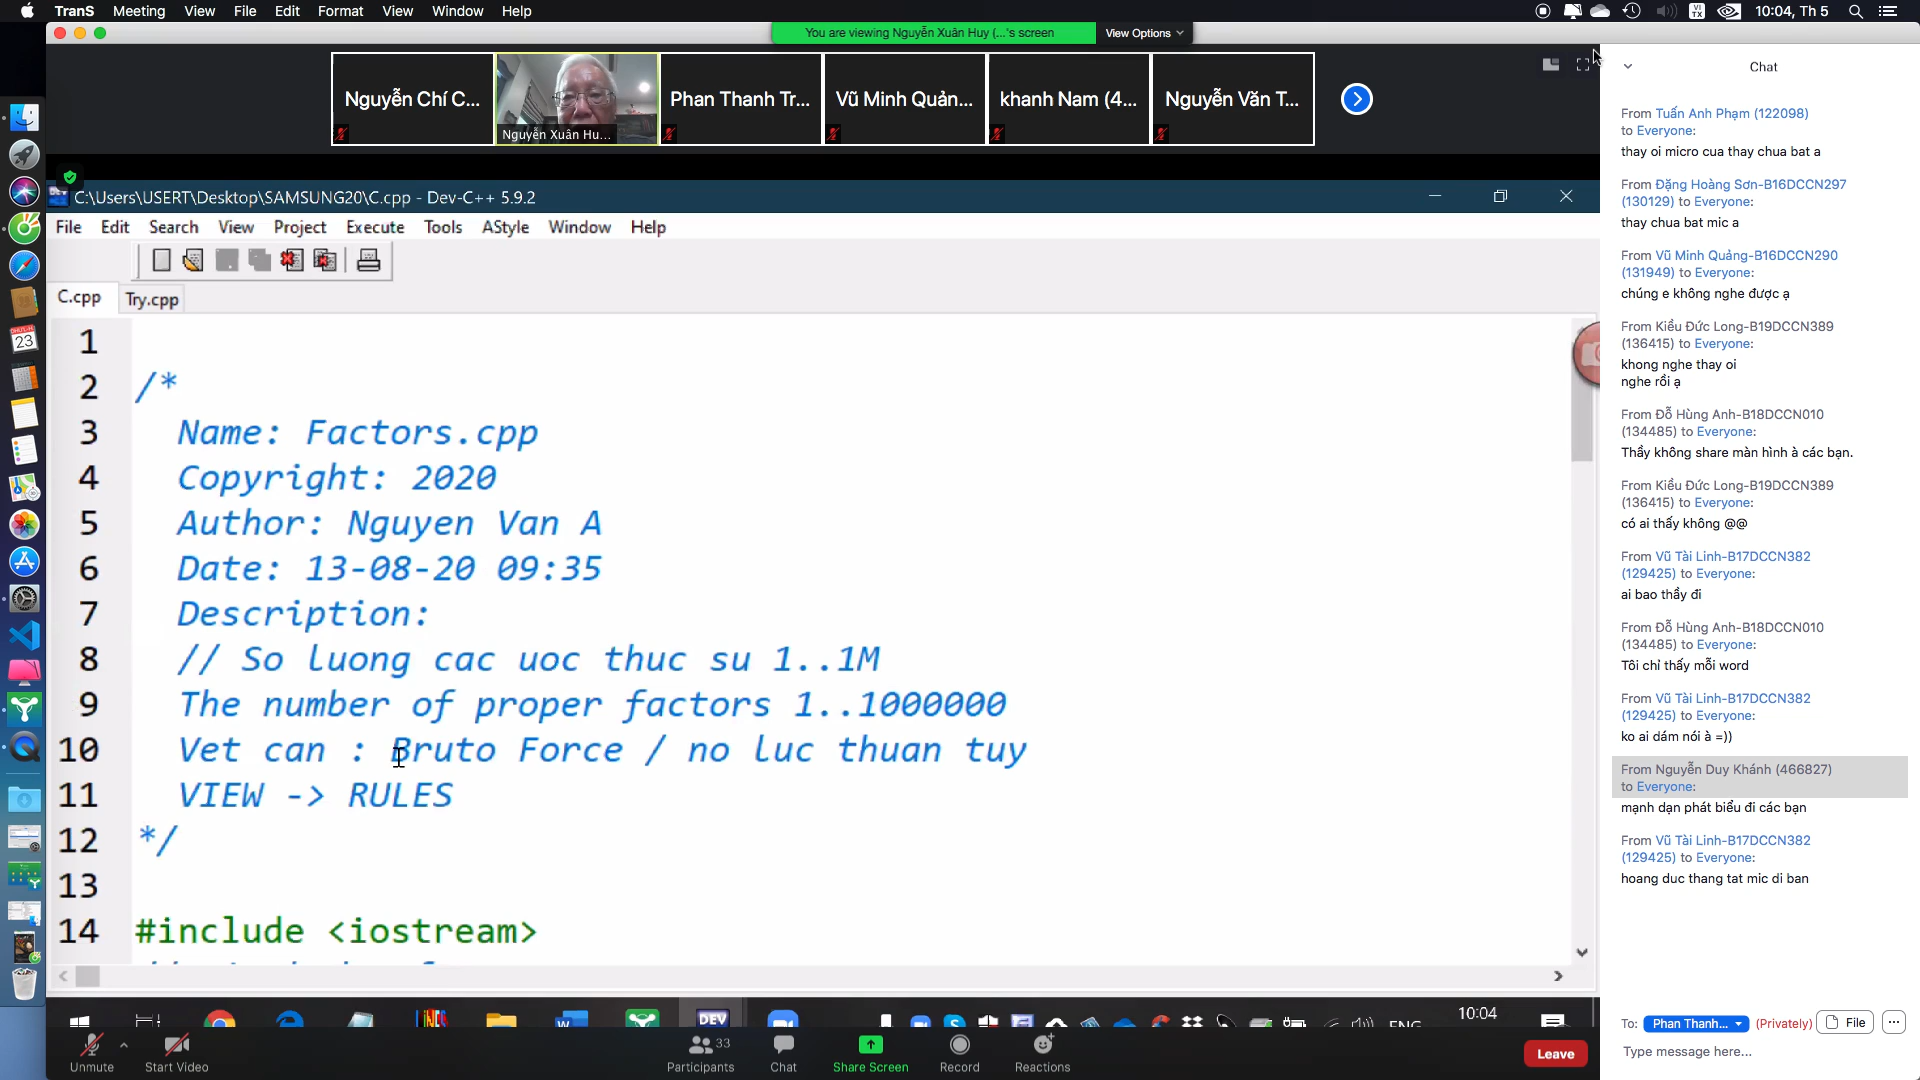 TranS Meeting View File Edit Format View Window Help
VI
TX
10:04, Th 5
You are viewing Nguyễn Xuân Huy (...'s screen
View Options
Nguyễn Chí C...
Nguyễn Xuân Hu...
Phan Thanh Tr...
Vũ Minh Quản...
khanh Nam (4...
Nguyễn Văn T...
C:\Users\USERT\Desktop\SAMSUNG20\C.cpp - Dev-C++ 5.9.2
File Edit Search View Project Execute Tools AStyle Window Help
C.cpp Try.cpp
1
2 /*
3 Name: Factors.cpp
4 Copyright: 2020
5 Author: Nguyen Van A
6 Date: 13-08-20 09:35
7 Description:
8 // So luong cac uoc thuc su 1..1M
9 The number of proper factors 1..1000000
10 Vet can : Bruto Force / no luc thuan tuy
11 VIEW -> RULES
12 */
13
14 #include <iostream>
23
DEV
ENG
10:04
Unmute
Start Video
Participants 33
Chat
Share Screen
Record
Reactions
Leave
Chat
From Tuấn Anh Phạm (122098)
to Everyone:
thay oi micro cua thay chua bat a
From Đặng Hoàng Sơn-B16DCCN297
(130129) to Everyone:
thay chua bat mic a
From Vũ Minh Quảng-B16DCCN290
(131949) to Everyone:
chúng e không nghe được ạ
From Kiều Đức Long-B19DCCN389
(136415) to Everyone:
khong nghe thay oi
nghe rồi ạ
From Đỗ Hùng Anh-B18DCCN010
(134485) to Everyone:
Thầy không share màn hình à các bạn.
From Kiều Đức Long-B19DCCN389
(136415) to Everyone:
có ai thấy không @@
From Vũ Tài Linh-B17DCCN382
(129425) to Everyone:
ai bao thầy đi
From Đỗ Hùng Anh-B18DCCN010
(134485) to Everyone:
Tôi chỉ thấy mỗi word
From Vũ Tài Linh-B17DCCN382
(129425) to Everyone:
ko ai dám nói à =))
From Nguyễn Duy Khánh (466827)
to Everyone:
mạnh dạn phát biểu đi các bạn
From Vũ Tài Linh-B17DCCN382
(129425) to Everyone:
hoang duc thang tat mic di ban
To: Phan Thanh... (Privately) File
Type message here...